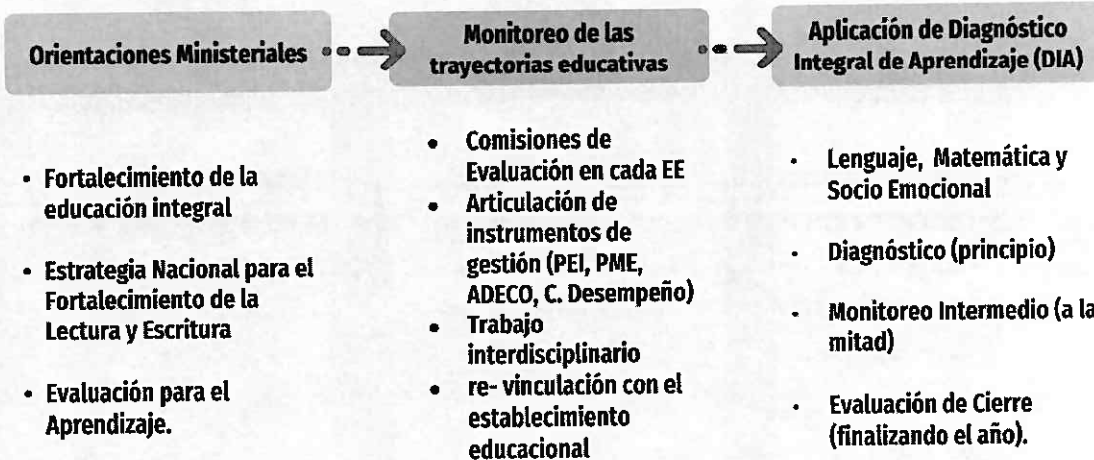 Orientaciones Ministeriales
• Fortalecimiento de la
educación integral
• Estrategia Nacional para el
Fortalecimiento de la
Lectura y Escritura
• Evaluación para el
Aprendizaje.
Monitoreo de las
trayectorias educativas
• Comisiones de
Evaluación en cada EE
• Articulación de
instrumentos de
gestión (PEI, PME,
ADECO, C. Desempeño)
• Trabajo
interdisciplinario
• re- vinculación con el
establecimiento
educacional
Aplicación de Diagnóstico
Integral de Aprendizaje (DIA)
• Lenguaje, Matemática y
Socio Emocional
• Diagnóstico (principio)
• Monitoreo Intermedio (a la
mitad)
• Evaluación de Cierre
(finalizando el año).